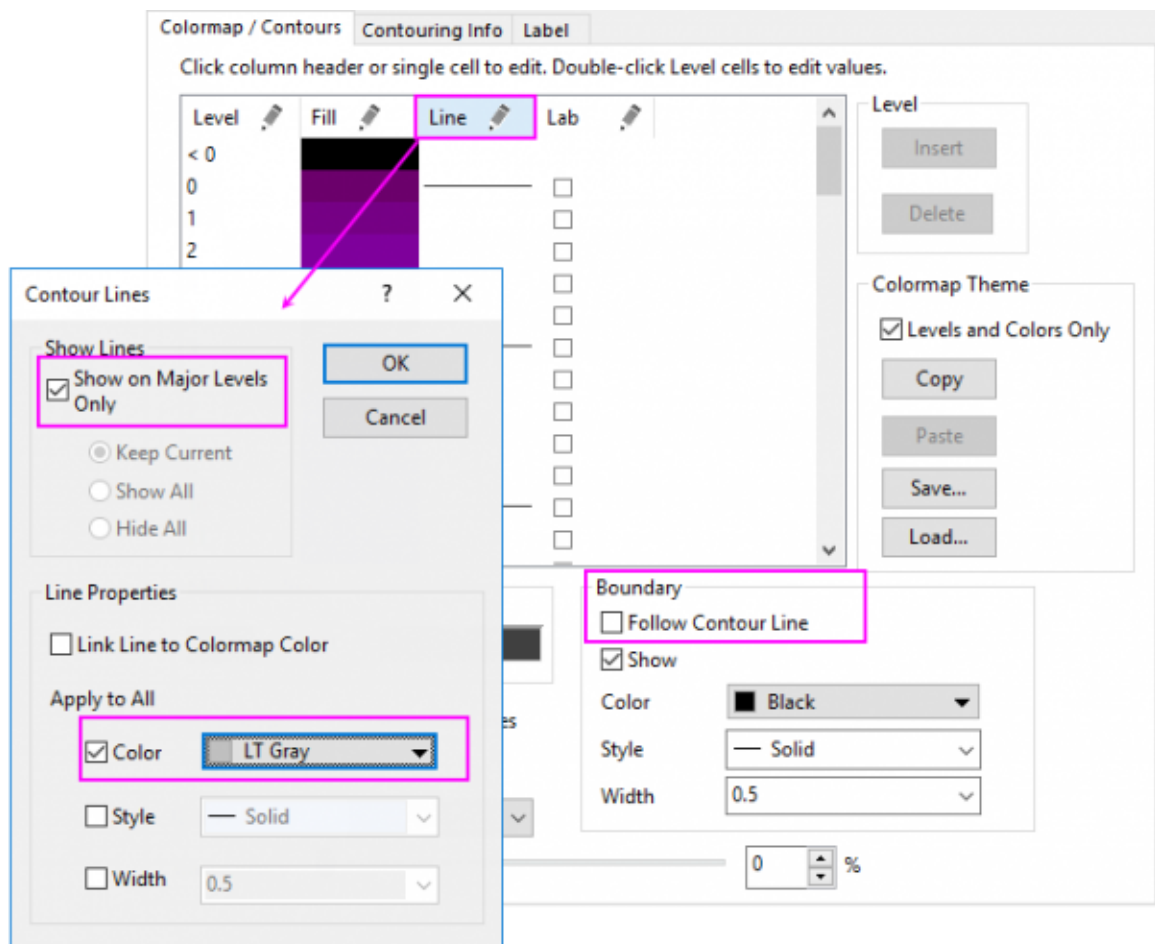 Colormap / Contours Contouring Info Label
Click column header or single cell to edit. Double-click Level cells to edit values.
Level Fill Line Lab
< 0
0
1
2
Level
Insert
Delete
Colormap Theme
Levels and Colors Only
Copy
Paste
Save...
Load...
Contour Lines ? ×
Show Lines
Show on Major Levels
Only
Keep Current
Show All
Hide All
OK
Cancel
Line Properties
Link Line to Colormap Color
Apply to All
Color LT Gray
Style Solid
Width 0.5
Boundary
Follow Contour Line
Show
Color Black
Style Solid
Width 0.5
0 %